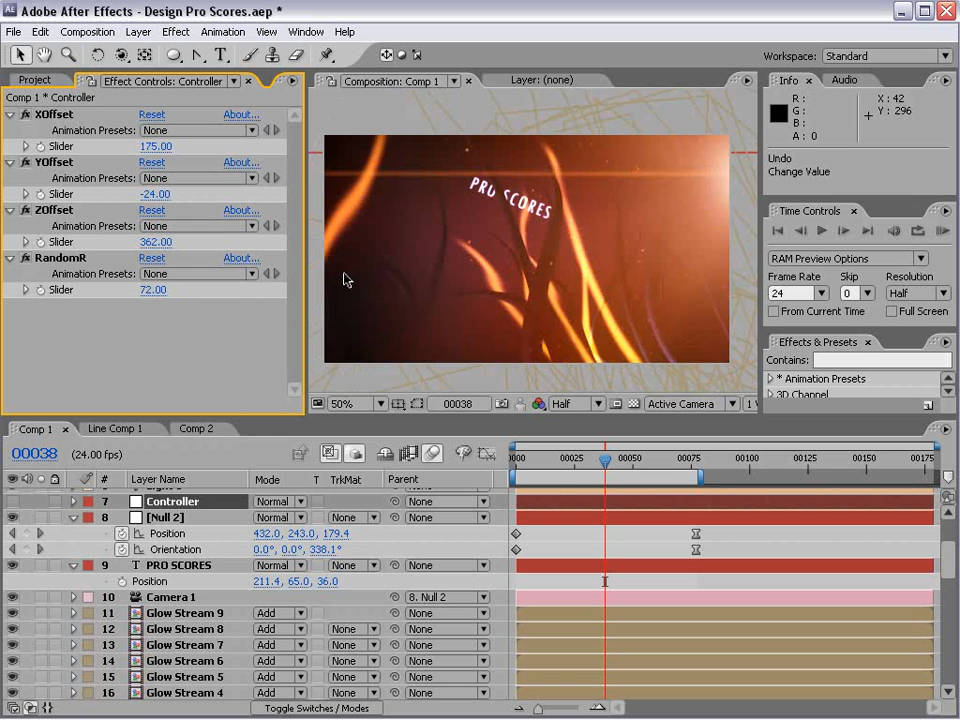 Adobe After Effects - Design Pro Scores.aep *
File Edit Composition Layer Effect Animation View Window Help
Workspace: Standard
Project Effect Controls: Controller
Composition: Comp 1 Layer: (none)
Info Audio
Comp 1 * Controller
XOffset Reset About...
Animation Presets: None
Slider 175.00
YOffset Reset About...
Animation Presets: None
Slider -24.00
ZOffset Reset About...
Animation Presets: None
Slider 362.00
RandomR Reset About...
Animation Presets: None
Slider 72.00
PRO SCORES
50% 00038 Half Active Camera 1
R :
G :
B :
A : 0
X : 42
Y : 296
Undo
Change Value
Time Controls
RAM Preview Options
Frame Rate Skip Resolution
24 0 Half
From Current Time Full Screen
Effects & Presets
Contains:
* Animation Presets
3D Channel
Comp 1 Line Comp 1 Comp 2
00038 (24.00 fps)
0000 00025 00050 00075 00100 00125 00150 00175
# Layer Name Mode T TrkMat Parent
7 Controller Normal None
8 [Null 2] Normal None None
Position 432.0, 243.0, 179.4
Orientation 0.0°, 0.0°, 338.1°
9 T PRO SCORES Normal None None
Position 211.4, 65.0, 36.0
10 Camera 1 8. Null 2
11 Glow Stream 9 Add None
12 Glow Stream 8 Add None None
13 Glow Stream 7 Add None None
14 Glow Stream 6 Add None None
15 Glow Stream 5 Add None None
16 Glow Stream 4 Add None None
Toggle Switches / Modes